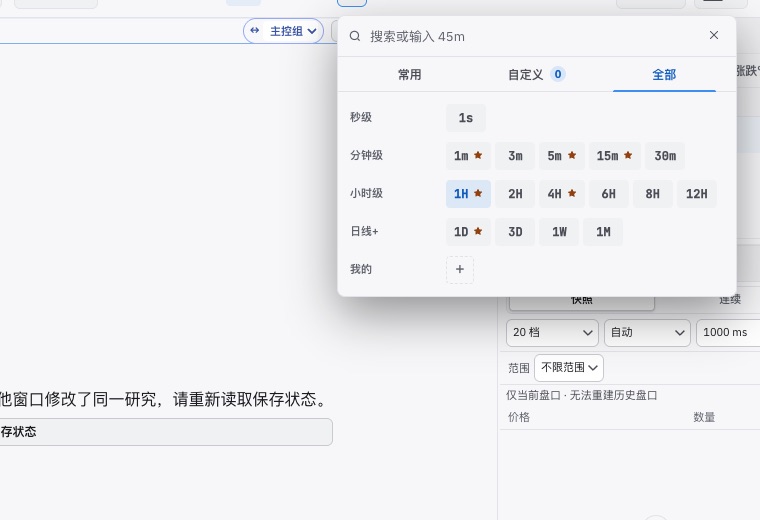 主控组
搜索或输入 45m
常用 自定义 0 全部
涨跌
秒级 1s
分钟级 1m ★ 3m 5m ★ 15m ★ 30m
小时级 1H ★ 2H 4H ★ 6H 8H 12H
日线+ 1D ★ 3D 1W 1M
我的 +
快照 连续
20 档 自动 1000 ms
范围 不限范围
仅当前盘口 · 无法重建历史盘口
价格 数量
他窗口修改了同一研究，请重新读取保存状态。
存状态